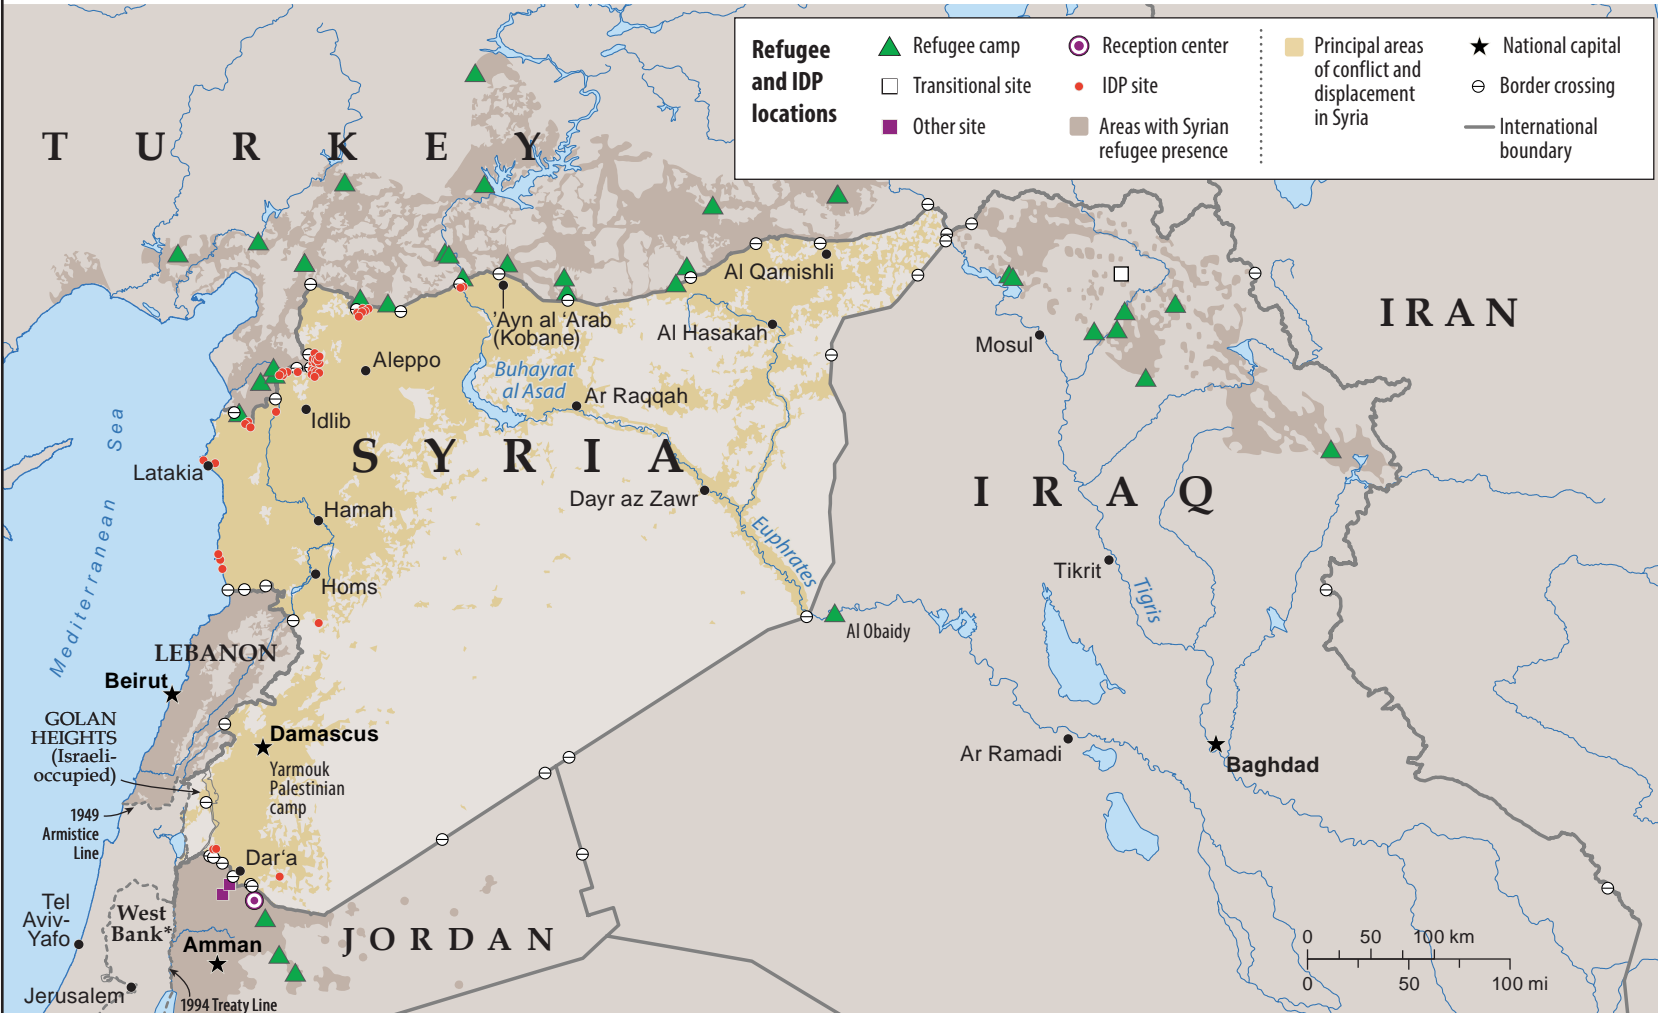 Refugee
and IDP
locations
Refugee camp
Transitional site
Other site
Reception center
IDP site
Areas with Syrian
refugee presence
Principal areas
of conflict and
displacement
in Syria
National capital
Border crossing
International
boundary
TURKEY
Al Qamishli
'Ayn al 'Arab
(Kobane)
Al Hasakah
IRAN
Mosul
Aleppo
Buhayrat
al Asad
Ar Raqqah
Idlib
SYRIA
Latakia
Dayr az Zawr
IRAQ
Hamah
Mediterranean Sea
Euphrates
Homs
Tikrit
Tigris
Al Obaidy
LEBANON
Beirut
GOLAN
HEIGHTS
(Israeli-
occupied)
Damascus
Yarmouk
Palestinian
camp
Ar Ramadi
Baghdad
1949
Armistice
Line
Dar'a
Tel
Aviv-
Yafo
West
Bank*
Amman
JORDAN
Jerusalem
1994 Treaty Line
0 50 100 km
0 50 100 mi